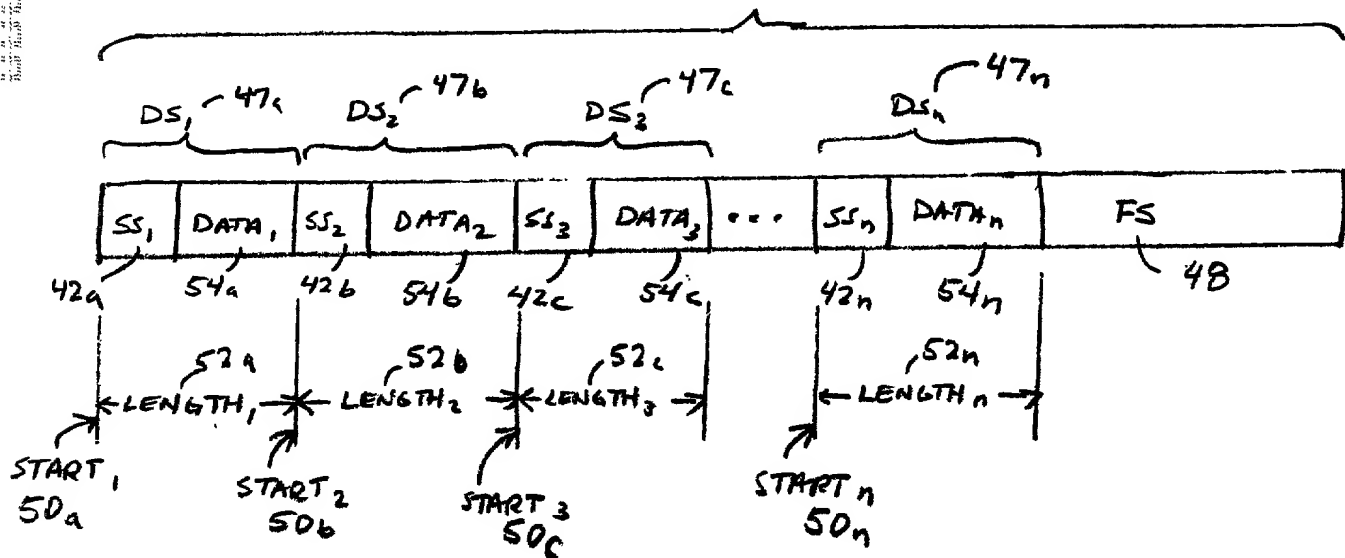 47a 47b 47c 47n
DS₁ DS₂ DS₃ DSₙ
SS₁ DATA₁ SS₂ DATA₂ SS₃ DATA₃ ... SSₙ DATAₙ FS
42a 54a 42b 54b 42c 54c 42n 54n 48
52a 52b 52c 52n
LENGTH₁ LENGTH₂ LENGTH₃ LENGTHₙ
START₁ START₂ START₃ STARTₙ
50a 50b 50c 50n